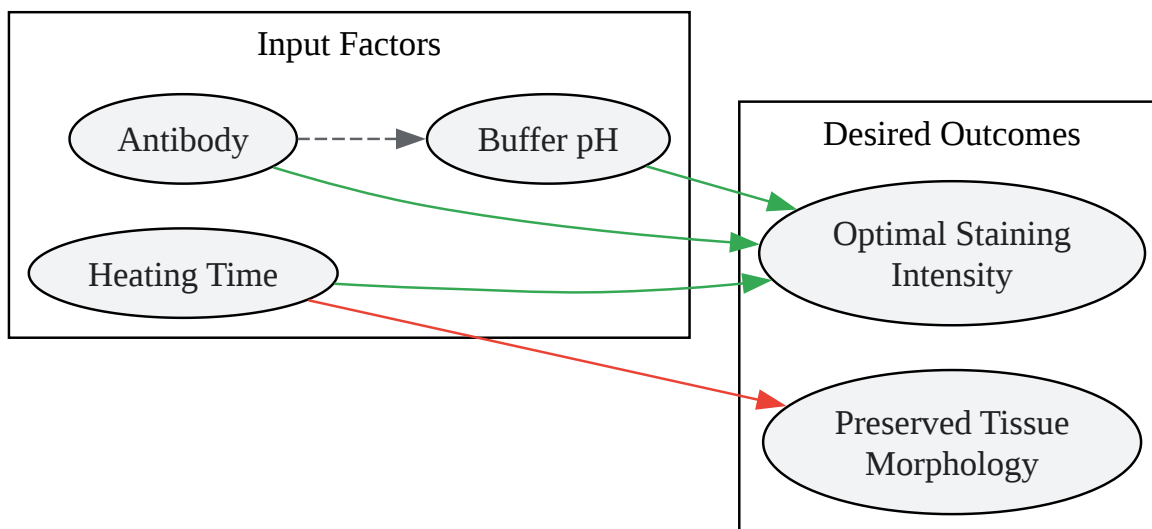 Input Factors
Antibody
Buffer pH
Heating Time
Desired Outcomes
Optimal Staining
Intensity
Preserved Tissue
Morphology